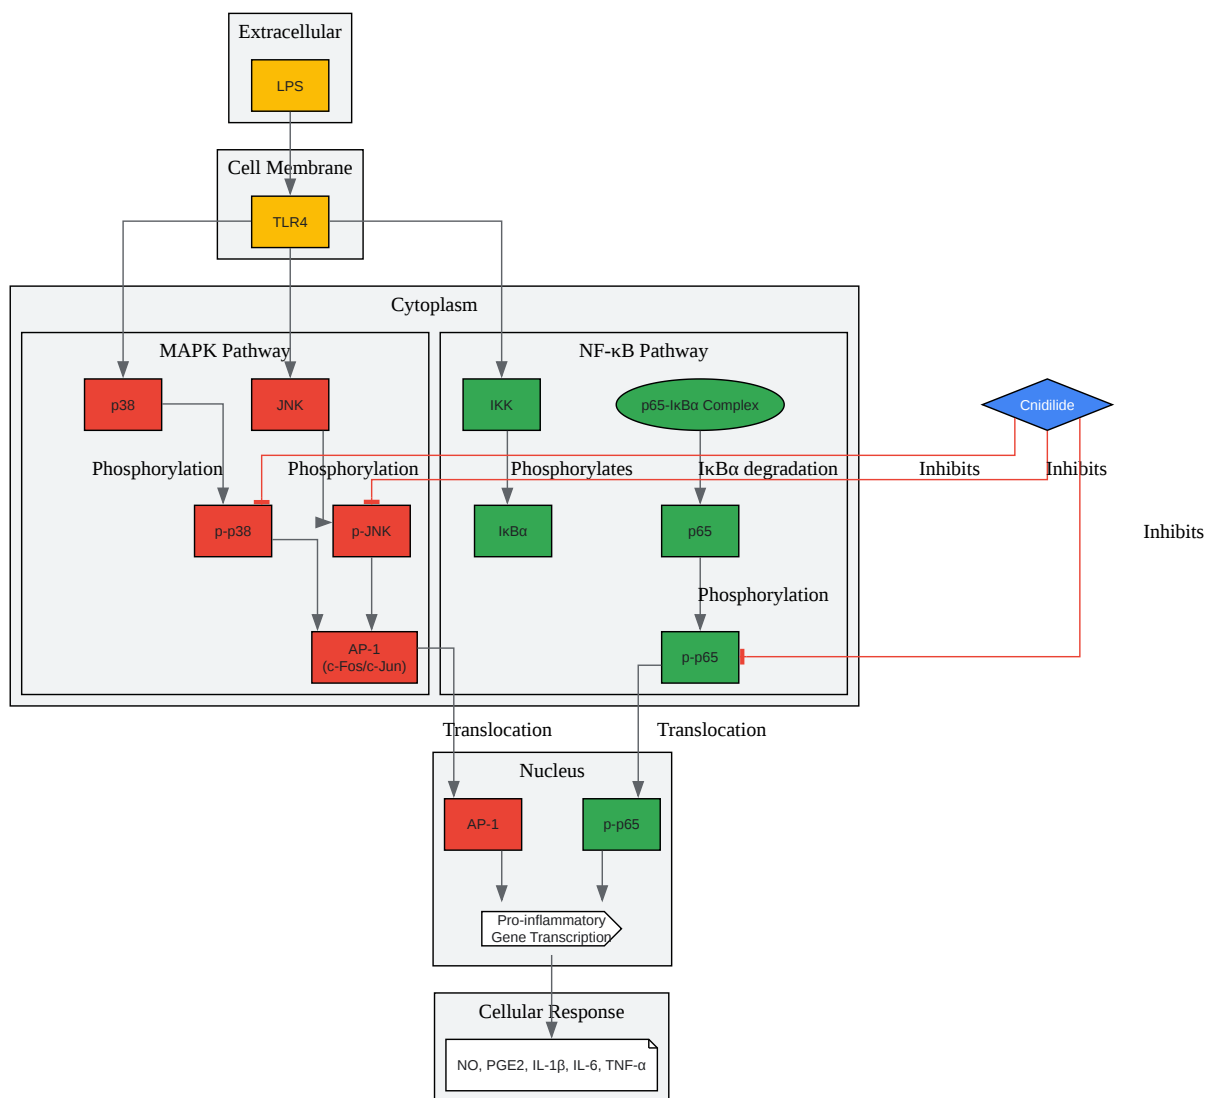 Extracellular
LPS
Cell Membrane
TLR4
Cytoplasm
MAPK Pathway
NF-κB Pathway
p38
JNK
IKK
p65-IκBα Complex
Cnidilide
Phosphorylation
Phosphorylation
Phosphorylates
IκBα degradation
Inhibits
Inhibits
p-p38
p-JNK
IκBα
p65
Inhibits
Phosphorylation
AP-1
(c-Fos/c-Jun)
p-p65
Translocation
Translocation
Nucleus
AP-1
p-p65
Pro-inflammatory
Gene Transcription
Cellular Response
NO, PGE2, IL-1β, IL-6, TNF-α